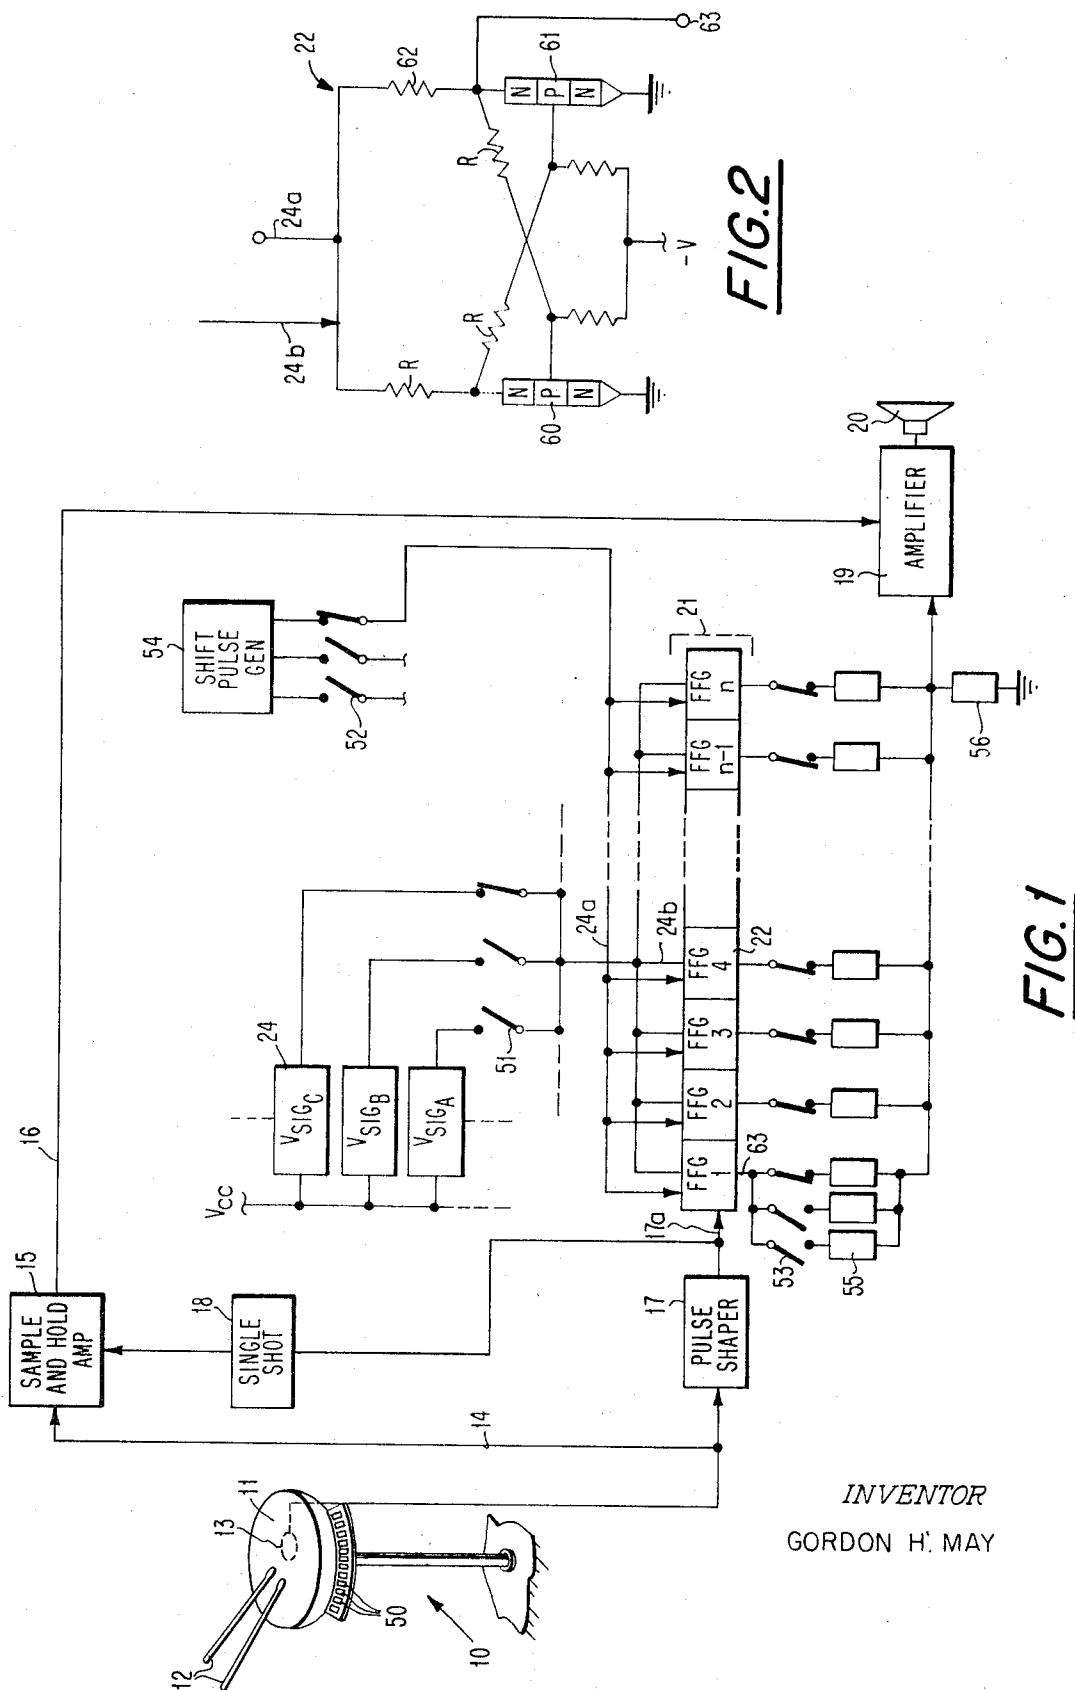 FIG. 2
22
24a
24b
62
R
R
R
N
P
N
60
N
P
N
61
63
-V
FIG. 1
SAMPLE
AND HOLD
AMP
15
16
SINGLE
SHOT
18
14
12
13
11
50
10
PULSE
SHAPER
17
17a
VCC
VSIGC
24
VSIGB
VSIGA
51
SHIFT
PULSE
GEN
54
52
24a
24b
FFG
1
FFG
2
FFG
3
FFG
4
22
FFG
n-1
FFG
n
21
63
53
55
56
AMPLIFIER
19
20
INVENTOR
GORDON H. MAY